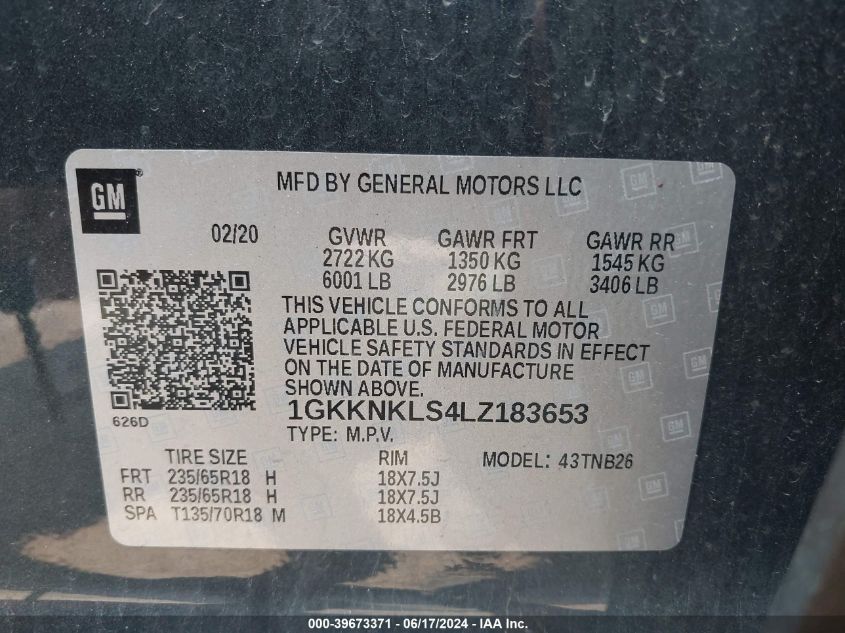 GM
MFD BY GENERAL MOTORS LLC
02/20 GVWR GAWR FRT GAWR RR
2722 KG 1350 KG 1545 KG
6001 LB 2976 LB 3406 LB
THIS VEHICLE CONFORMS TO ALL
APPLICABLE U.S. FEDERAL MOTOR
VEHICLE SAFETY STANDARDS IN EFFECT
ON THE DATE OF MANUFACTURE
SHOWN ABOVE.
1GKKNKLS4LZ183653
626D
TYPE: M.P.V.
TIRE SIZE RIM MODEL: 43TNB26
FRT 235/65R18 H 18X7.5J
RR 235/65R18 H 18X7.5J
SPA T135/70R18 M 18X4.5B
000-39673371 - 06/17/2024 - IAA Inc.